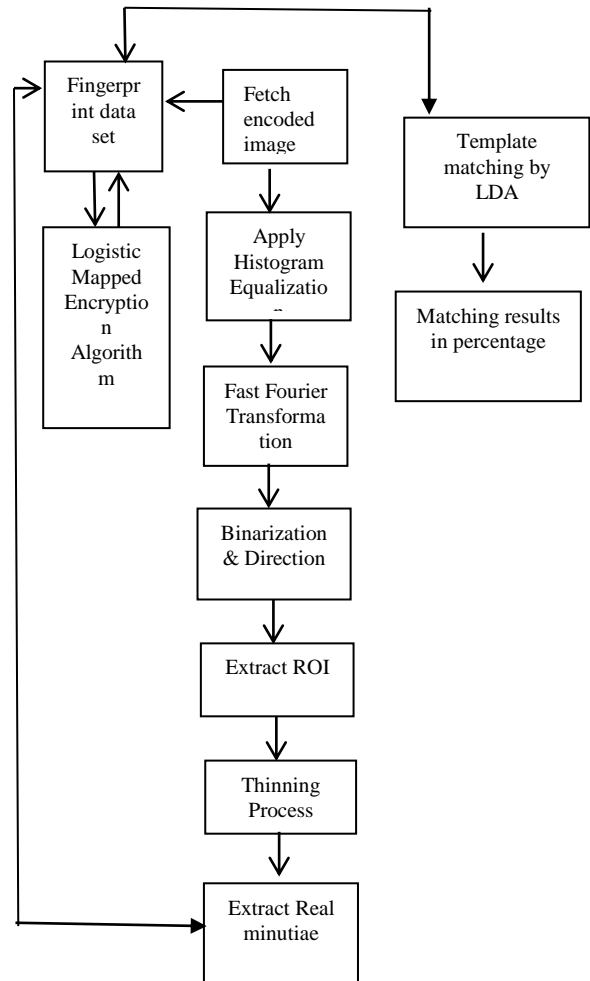 Fingerpr
int data
set
Fetch
encoded
image
Template
matching by
LDA
Logistic
Mapped
Encryptio
n
Algorith
m
Apply
Histogram
Equalizatio
n
Matching results
in percentage
Fast Fourier
Transforma
tion
Binarization
& Direction
Extract ROI
Thinning
Process
Extract Real
minutiae